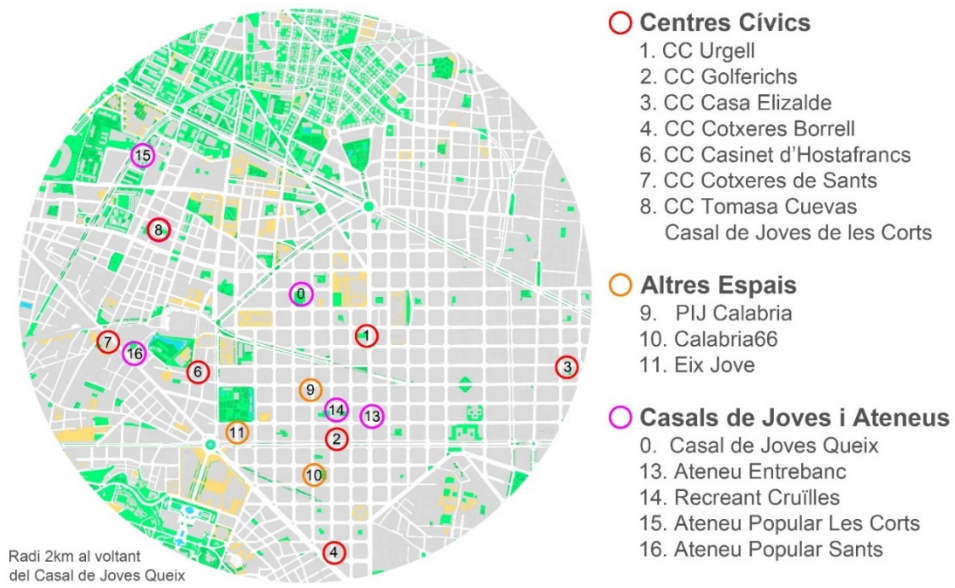 Centres Cívics
1. CC Urgell
2. CC Golferichs
3. CC Casa Elizalde
4. CC Cotxeres Borrell
6. CC Casinet d'Hostafrancs
7. CC Cotxeres de Sants
8. CC Tomasa Cuevas
Casal de Joves de les Corts
Altres Espais
9. PIJ Calabria
10. Calabria66
11. Eix Jove
Casals de Joves i Ateneus
0. Casal de Joves Queix
13. Ateneu Entrebanc
14. Recreant Cruïlles
15. Ateneu Popular Les Corts
16. Ateneu Popular Sants
15
8
0
1
7
16
6
3
9
14
13
11
2
10
4
Radi 2km al voltant
del Casal de Joves Queix